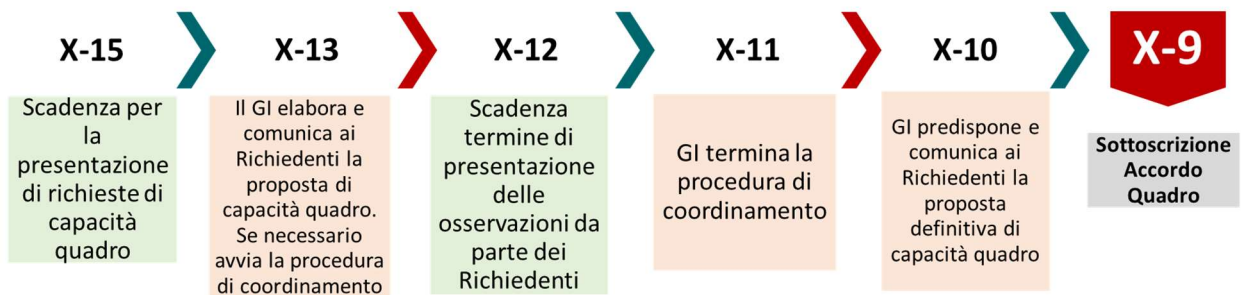 X-15
X-13
X-12
X-11
X-10
X-9
Scadenza per
la
presentazione
di richieste di
capacità
quadro
Il GI elabora e
comunica ai
Richiedenti la
proposta di
capacità quadro.
Se necessario
avvia la procedura
di coordinamento
Scadenza
termine di
presentazione
delle
osservazioni da
parte dei
Richiedenti
GI termina la
procedura di
coordinamento
GI predispone e
comunica ai
Richiedenti la
proposta
definitiva di
capacità quadro
Sottoscrizione
Accordo
Quadro